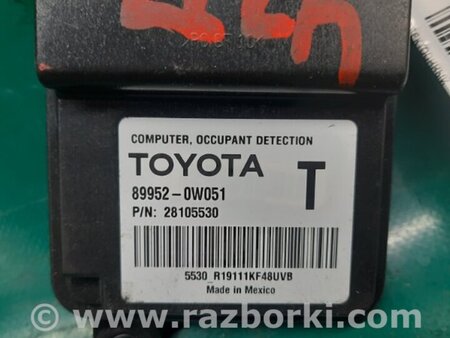 COMPUTER, OCCUPANT DETECTION
TOYOTA T
89952-0W051
P/N: 28105530
5530 R19111KF48UVB
Made in Mexico
www.razborki.com